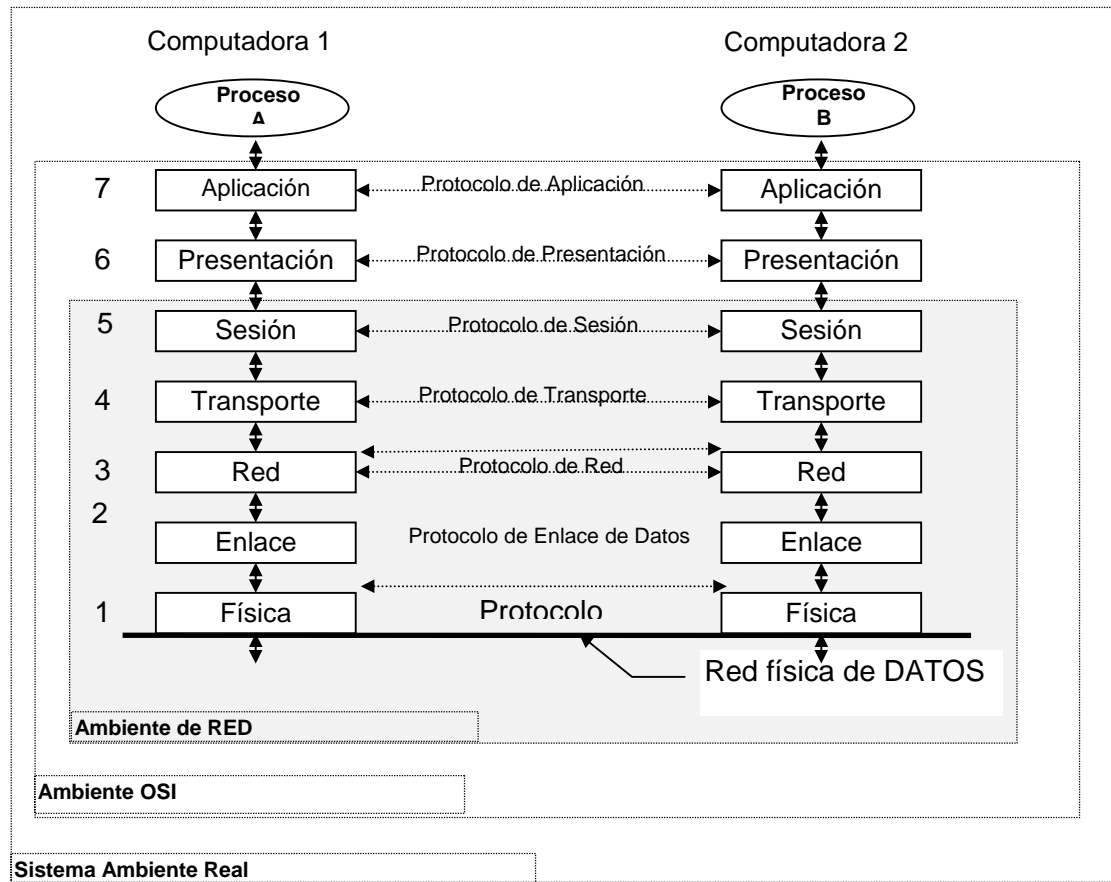 Computadora 1
Computadora 2
Proceso
A
Proceso
B
7
Aplicación
Protocolo de Aplicación
Aplicación
6
Presentación
Protocolo de Presentación
Presentación
5
Sesión
Protocolo de Sesión
Sesión
4
Transporte
Protocolo de Transporte
Transporte
3
Red
Protocolo de Red
Red
2
Enlace
Protocolo de Enlace de Datos
Enlace
1
Física
Protocolo
Física
Red física de DATOS
Ambiente de RED
Ambiente OSI
Sistema Ambiente Real